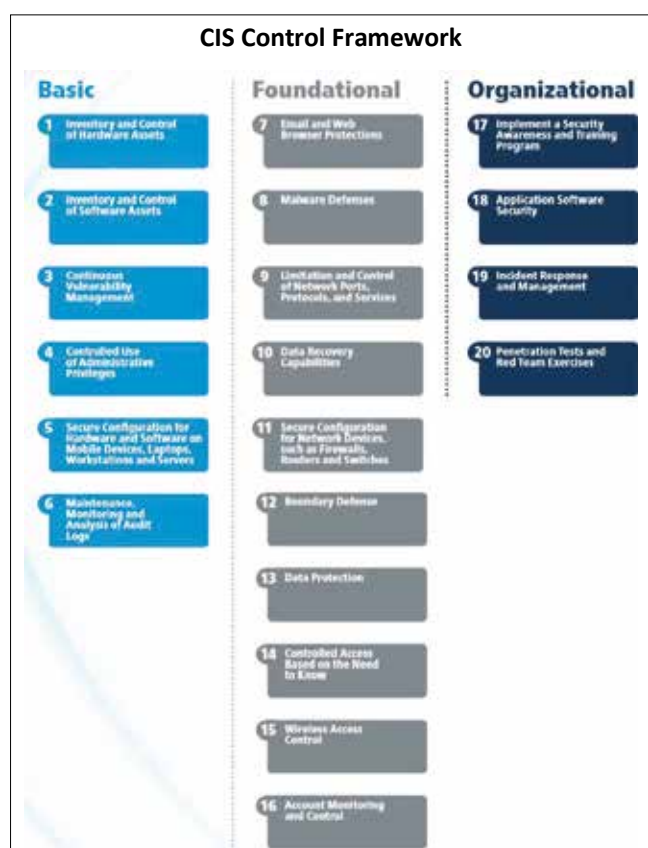 CIS Control Framework
Basic
1 Inventory and Control
of Hardware Assets
2 Inventory and Control
of Software Assets
3 Continuous
Vulnerability
Management
4 Controlled Use
of Administrative
Privileges
5 Secure Configuration for
Hardware and Software on
Mobile Devices, Laptops,
Workstations and Servers
6 Maintenance,
Monitoring and
Analysis of Audit
Logs
Foundational
7 Email and Web
Browser Protections
8 Malware Defenses
9 Limitation and Control
of Network Ports,
Protocols, and Services
10 Data Recovery
Capabilities
11 Secure Configuration
for Network Devices,
such as Firewalls,
Routers and Switches
12 Boundary Defense
13 Data Protection
14 Controlled Access
Based on the Need
to Know
15 Wireless Access
Control
16 Account Monitoring
and Control
Organizational
17 Implement a Security
Awareness and Training
Program
18 Application Software
Security
19 Incident Response
and Management
20 Penetration Tests and
Red Team Exercises